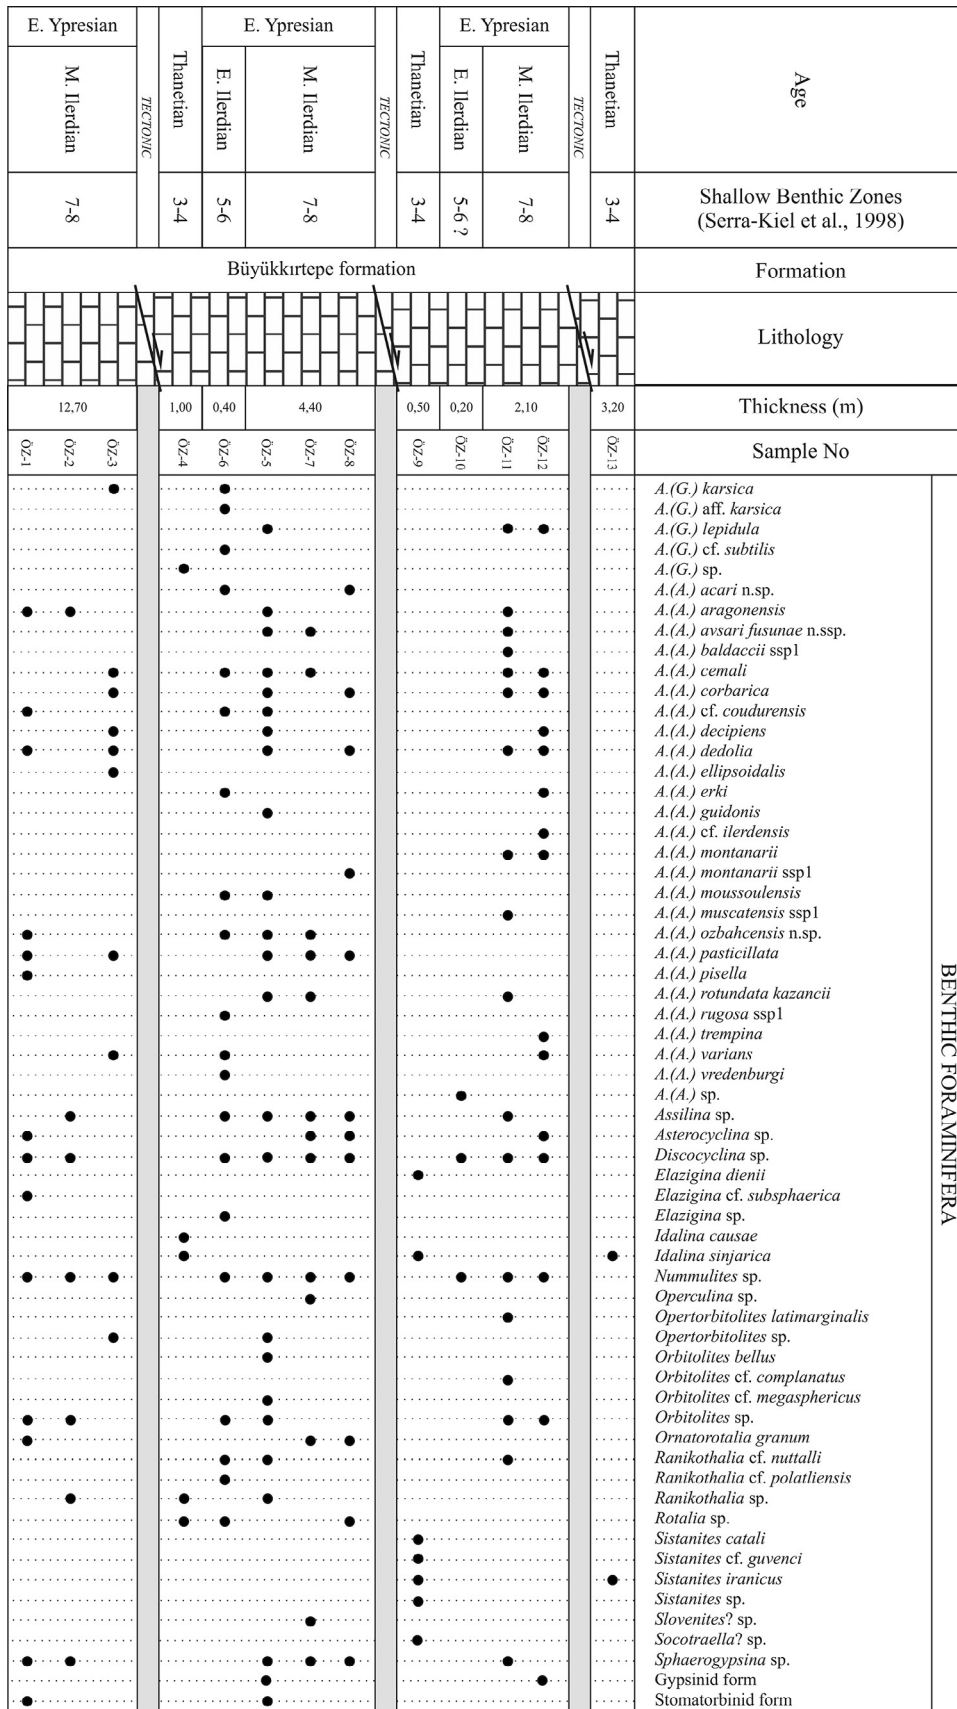 E. Ypresian
E. Ypresian
E. Ypresian
M. Ilerdian
TECTONIC
Thanetian
E. Ilerdian
M. Ilerdian
TECTONIC
Thanetian
E. Ilerdian
M. Ilerdian
TECTONIC
Thanetian
Age
7-8
3-4
5-6
7-8
3-4
5-6 ?
7-8
3-4
Shallow Benthic Zones
(Serra-Kiel et al., 1998)
Büyükkırtepe formation
Formation
Lithology
12,70
1,00
0,40
4,40
0,50
0,20
2,10
3,20
Thickness (m)
ÖZ-1
ÖZ-2
ÖZ-3
ÖZ-4
ÖZ-6
ÖZ-5
ÖZ-7
ÖZ-8
ÖZ-9
ÖZ-10
ÖZ-11
ÖZ-12
ÖZ-13
Sample No
A.(G.) karsica
A.(G.) aff. karsica
A.(G.) lepidula
A.(G.) cf. subtilis
A.(G.) sp.
A.(A.) acari n.sp.
A.(A.) aragonensis
A.(A.) avsari fusunae n.ssp.
A.(A.) baldaccii ssp1
A.(A.) cemali
A.(A.) corbarica
A.(A.) cf. coudurensis
A.(A.) decipiens
A.(A.) dedolia
A.(A.) ellipsoidalis
A.(A.) erki
A.(A.) guidonis
A.(A.) cf. ilerdensis
A.(A.) montanarii
A.(A.) montanarii ssp1
A.(A.) moussoulensis
A.(A.) muscatensis ssp1
A.(A.) ozbahcensis n.sp.
A.(A.) pasticillata
A.(A.) pisella
A.(A.) rotundata kazancii
A.(A.) rugosa ssp1
A.(A.) trempina
A.(A.) varians
A.(A.) vredenburgi
A.(A.) sp.
Assilina sp.
Asterocyclina sp.
Discocyclina sp.
Elazigina dienii
Elazigina cf. subsphaerica
Elazigina sp.
Idalina causae
Idalina sinjarica
Nummulites sp.
Operculina sp.
Opertorbitolites latimarginalis
Opertorbitolites sp.
Orbitolites bellus
Orbitolites cf. complanatus
Orbitolites cf. megasphericus
Orbitolites sp.
Ornatorotalia granum
Ranikothalia cf. nuttalli
Ranikothalia cf. polatliensis
Ranikothalia sp.
Rotalia sp.
Sistanites catali
Sistanites cf. guvenci
Sistanites iranicus
Sistanites sp.
Slovenites? sp.
Socotraella? sp.
Sphaerogypsina sp.
Gypsinid form
Stomatorbinid form
BENTHIC FORAMINIFERA